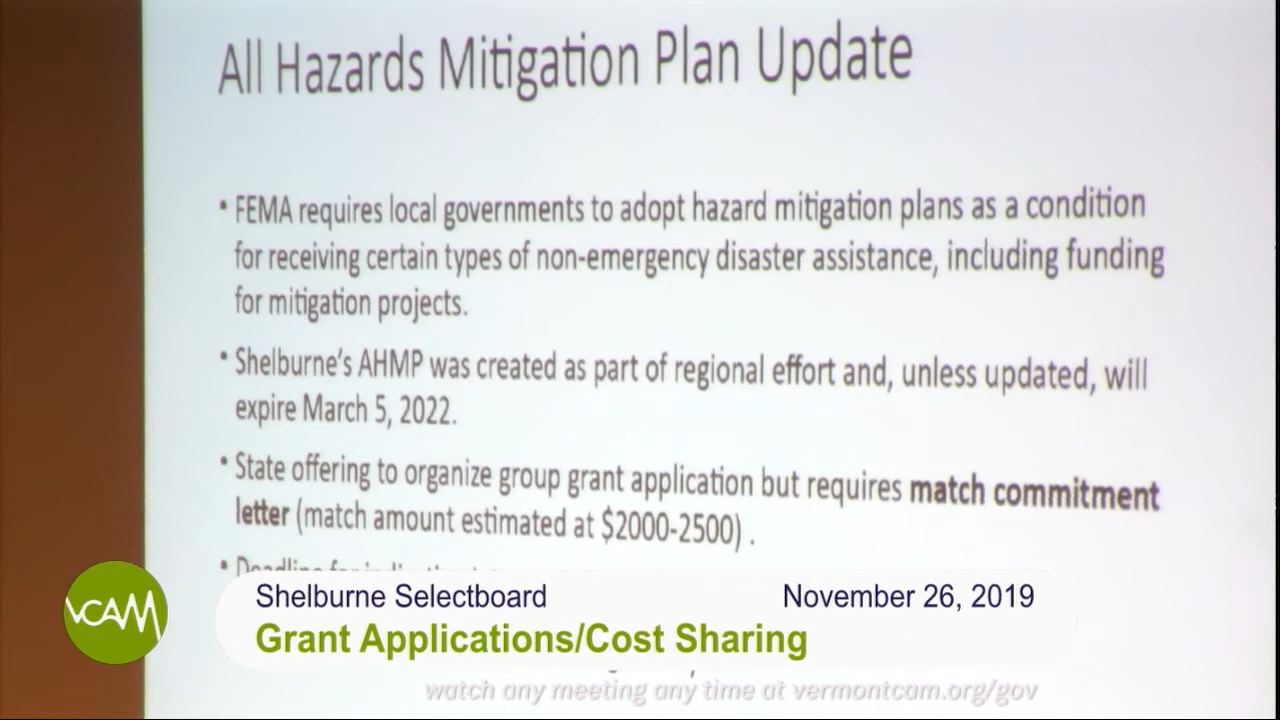 All Hazards Mitigation Plan Update
• FEMA requires local governments to adopt hazard mitigation plans as a condition
for receiving certain types of non-emergency disaster assistance, including funding
for mitigation projects.
• Shelburne's AHMP was created as part of regional effort and, unless updated, will
expire March 5, 2022.
• State offering to organize group grant application but requires match commitment
letter (match amount estimated at $2000-2500) .
• Deadline for
VCAM
Shelburne Selectboard November 26, 2019
Grant Applications/Cost Sharing
watch any meeting any time at vermontcam.org/gov